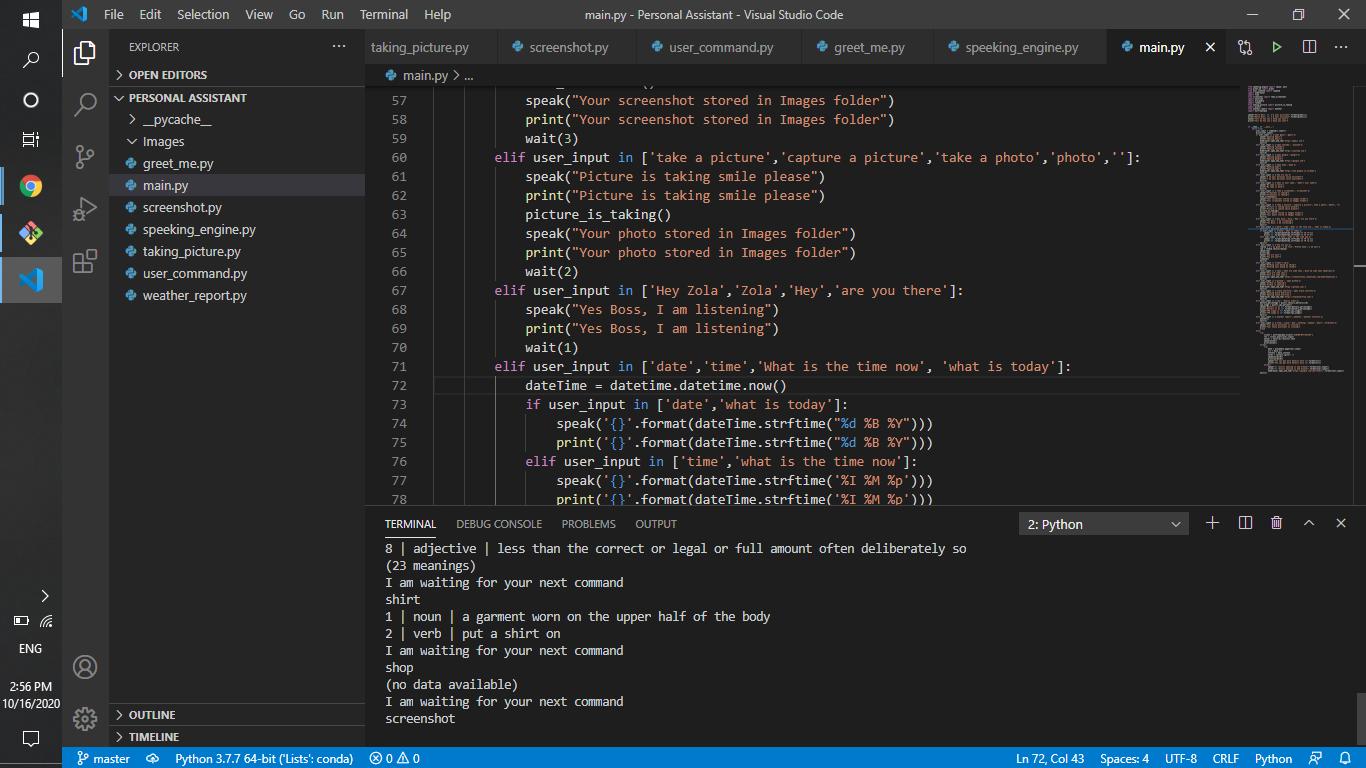 File Edit Selection View Go Run Terminal Help
main.py - Personal Assistant - Visual Studio Code
EXPLORER
OPEN EDITORS
PERSONAL ASSISTANT
__pycache__
Images
greet_me.py
main.py
screenshot.py
speeking_engine.py
taking_picture.py
user_command.py
weather_report.py
OUTLINE
TIMELINE
taking_picture.py screenshot.py user_command.py greet_me.py speeking_engine.py main.py
main.py > ...
57 speak("Your screenshot stored in Images folder")
58 print("Your screenshot stored in Images folder")
59 wait(3)
60 elif user_input in ['take a picture','capture a picture','take a photo','photo','']:
61 speak("Picture is taking smile please")
62 print("Picture is taking smile please")
63 picture_is_taking()
64 speak("Your photo stored in Images folder")
65 print("Your photo stored in Images folder")
66 wait(2)
67 elif user_input in ['Hey Zola','Zola','Hey','are you there']:
68 speak("Yes Boss, I am listening")
69 print("Yes Boss, I am listening")
70 wait(1)
71 elif user_input in ['date','time','What is the time now', 'what is today']:
72 dateTime = datetime.datetime.now()
73 if user_input in ['date','what is today']:
74 speak('{}'.format(dateTime.strftime("%d %B %Y")))
75 print('{}'.format(dateTime.strftime("%d %B %Y")))
76 elif user_input in ['time','what is the time now']:
77 speak('{}'.format(dateTime.strftime('%I %M %p')))
78 print('{}'.format(dateTime.strftime('%I %M %p')))
TERMINAL DEBUG CONSOLE PROBLEMS OUTPUT
2: Python
8 | adjective | less than the correct or legal or full amount often deliberately so
(23 meanings)
I am waiting for your next command
shirt
1 | noun | a garment worn on the upper half of the body
2 | verb | put a shirt on
I am waiting for your next command
shop
(no data available)
I am waiting for your next command
screenshot
ENG
2:56 PM
10/16/2020
master
Python 3.7.7 64-bit ('Lists': conda)
0 0
Ln 72, Col 43
Spaces: 4
UTF-8
CRLF
Python